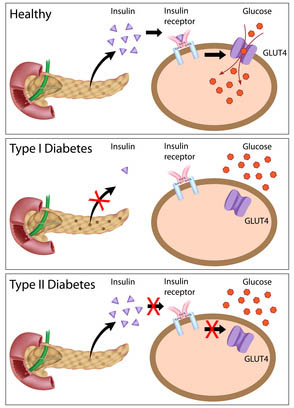 Healthy
Insulin
Insulin
receptor
Glucose
GLUT4
Type I Diabetes
Insulin
Insulin
receptor
Glucose
GLUT4
Type II Diabetes
Insulin
Insulin
receptor
Glucose
GLUT4